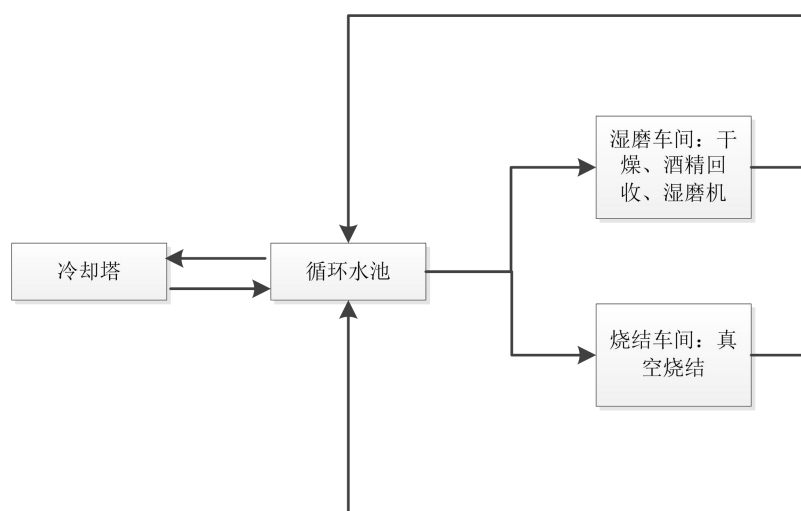 湿磨车间：干
燥、酒精回
收、湿磨机
冷却塔
循环水池
烧结车间：真
空烧结